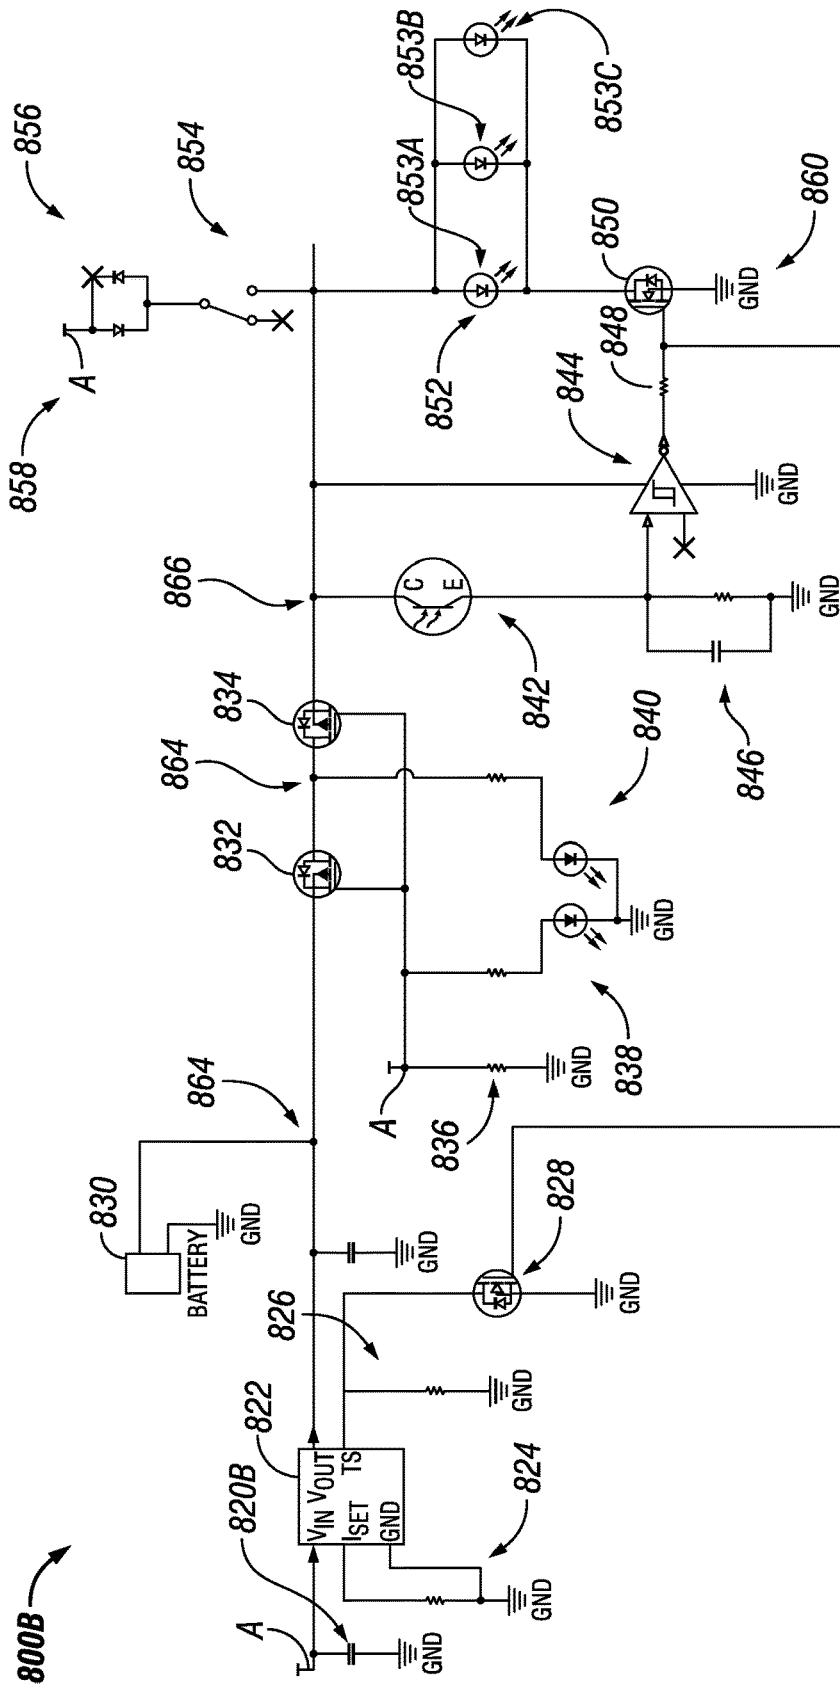 800B
A
820B
GND
822
VIN
VOUT
ISET
TS
GND
824
GND
826
GND
828
GND
GND
830
BATTERY
GND
864
A
836
GND
832
864
834
838
840
GND
866
842
C
E
846
GND
844
GND
848
850
GND
860
852
853A
853B
853C
854
856
858
A